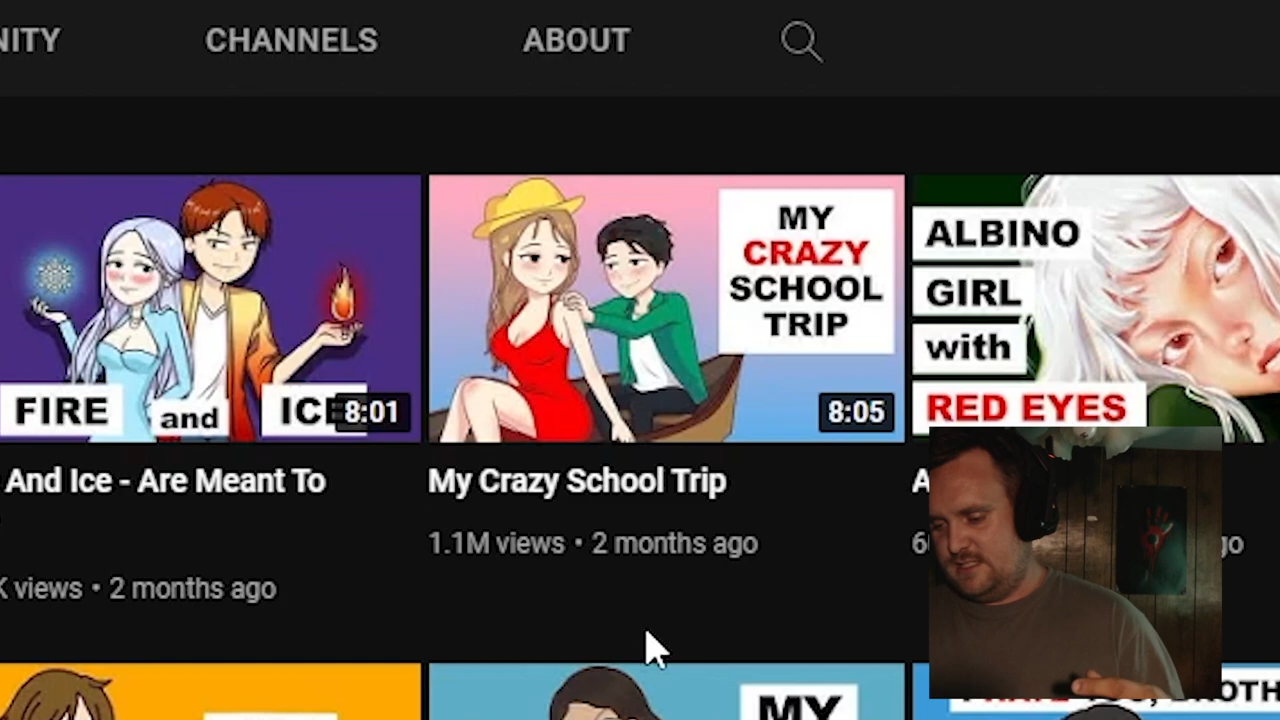 NITY CHANNELS ABOUT
FIRE and ICE 8:01
MY
CRAZY
SCHOOL
TRIP
8:05
ALBINO
GIRL
with
RED EYES
And Ice - Are Meant To
K views • 2 months ago
My Crazy School Trip
1.1M views • 2 months ago
A
go
MY